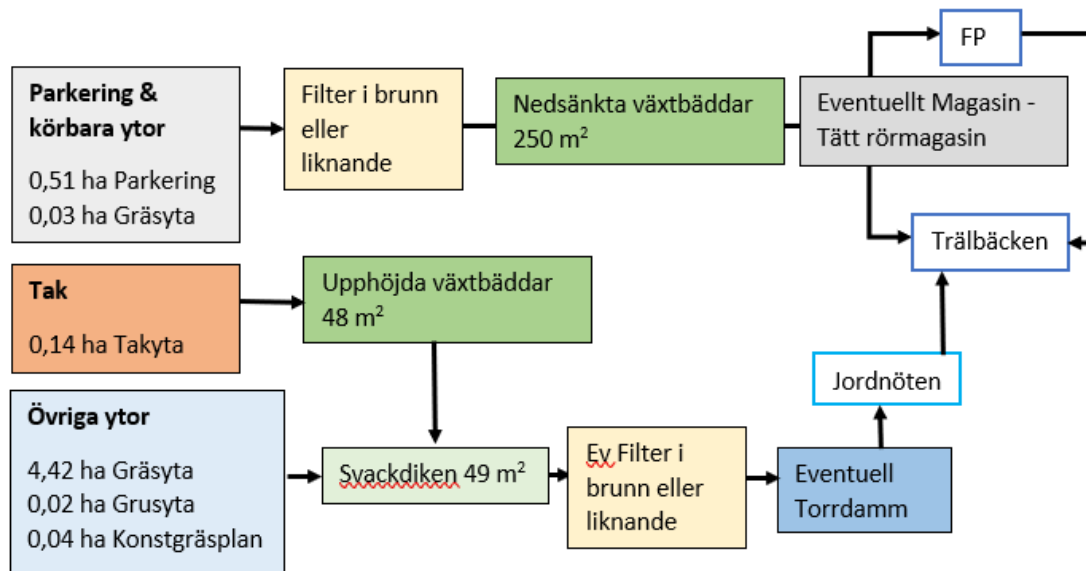 Parkering &
körbara ytor
0,51 ha Parkering
0,03 ha Gräsyta
Filter i brunn
eller
liknande
Nedsänkta växtbäddar
250 m²
Eventuellt Magasin -
Tätt rörmagasin
FP
Trälbäcken
Tak
0,14 ha Takyta
Upphöjda växtbäddar
48 m²
Övriga ytor
4,42 ha Gräsyta
0,02 ha Grusyta
0,04 ha Konstgräsplan
Svackdiken 49 m²
Ev Filter i
brunn eller
liknande
Eventuell
Torrdamm
Jordnöten